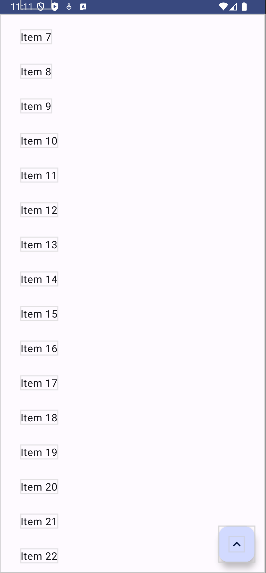 11:11
Item 7
Item 8
Item 9
Item 10
Item 11
Item 12
Item 13
Item 14
Item 15
Item 16
Item 17
Item 18
Item 19
Item 20
Item 21
Item 22